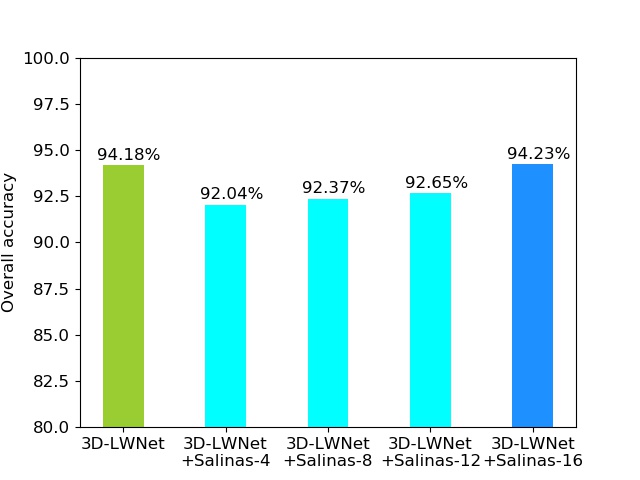 Overall accuracy
100.0
97.5
95.0
92.5
90.0
87.5
85.0
82.5
80.0
94.18%
92.04%
92.37%
92.65%
94.23%
3D-LWNet
3D-LWNet
+Salinas-4
3D-LWNet
+Salinas-8
3D-LWNet
+Salinas-12
3D-LWNet
+Salinas-16